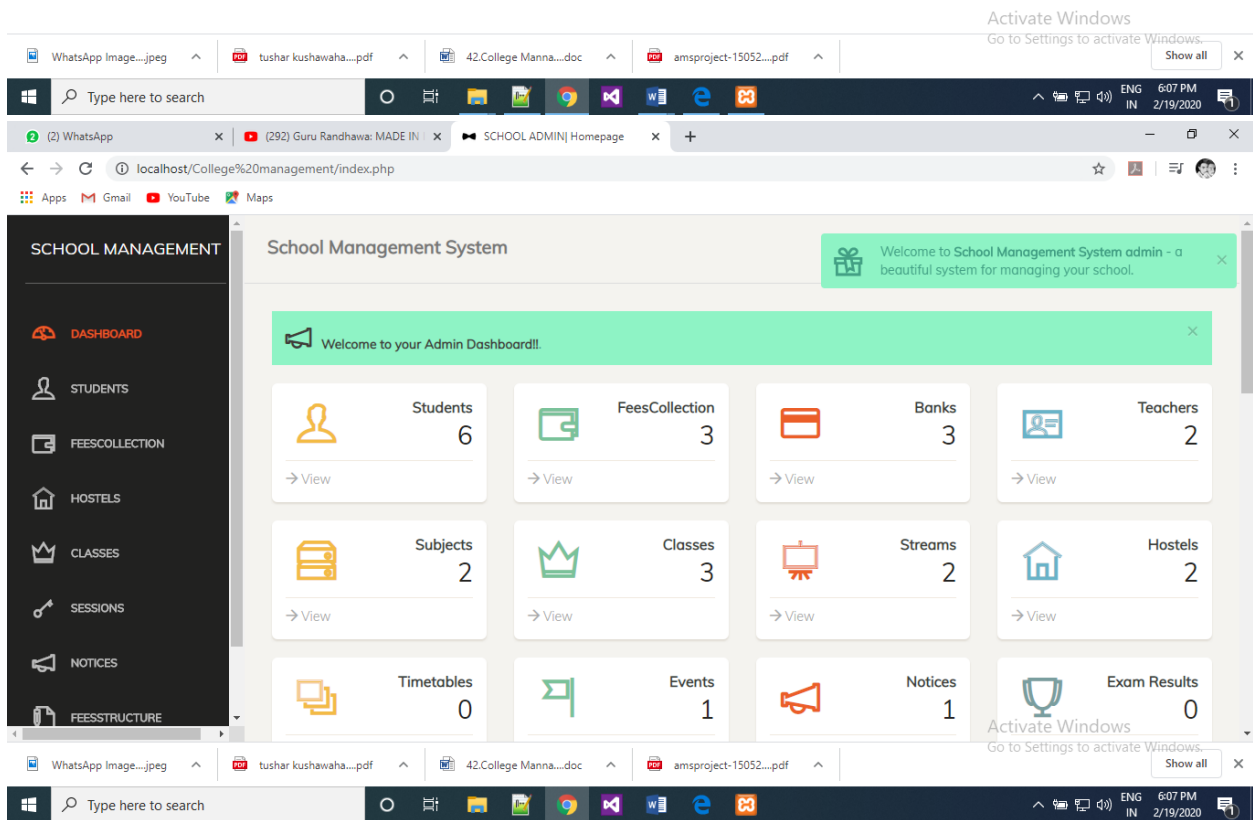 Activate Windows
Go to Settings to activate Windows.
WhatsApp Image....jpeg
tushar kushawaha....pdf
42.College Manna....doc
amsproject-15052....pdf
Show all
Type here to search
ENG
IN
6:07 PM
2/19/2020
(2) WhatsApp
(292) Guru Randhawa: MADE IN
SCHOOL ADMIN| Homepage
localhost/College%20management/index.php
Apps
Gmail
YouTube
Maps
SCHOOL MANAGEMENT
School Management System
Welcome to School Management System admin - a
beautiful system for managing your school.
DASHBOARD
STUDENTS
FEESCOLLECTION
HOSTELS
CLASSES
SESSIONS
NOTICES
FEESSTRUCTURE
Welcome to your Admin Dashboard!!.
Students
6
View
FeesCollection
3
View
Banks
3
View
Teachers
2
View
Subjects
2
View
Classes
3
View
Streams
2
View
Hostels
2
View
Timetables
0
Events
1
Notices
1
Exam Results
0
Activate Windows
Go to Settings to activate Windows.
WhatsApp Image....jpeg
tushar kushawaha....pdf
42.College Manna....doc
amsproject-15052....pdf
Show all
Type here to search
ENG
IN
6:07 PM
2/19/2020